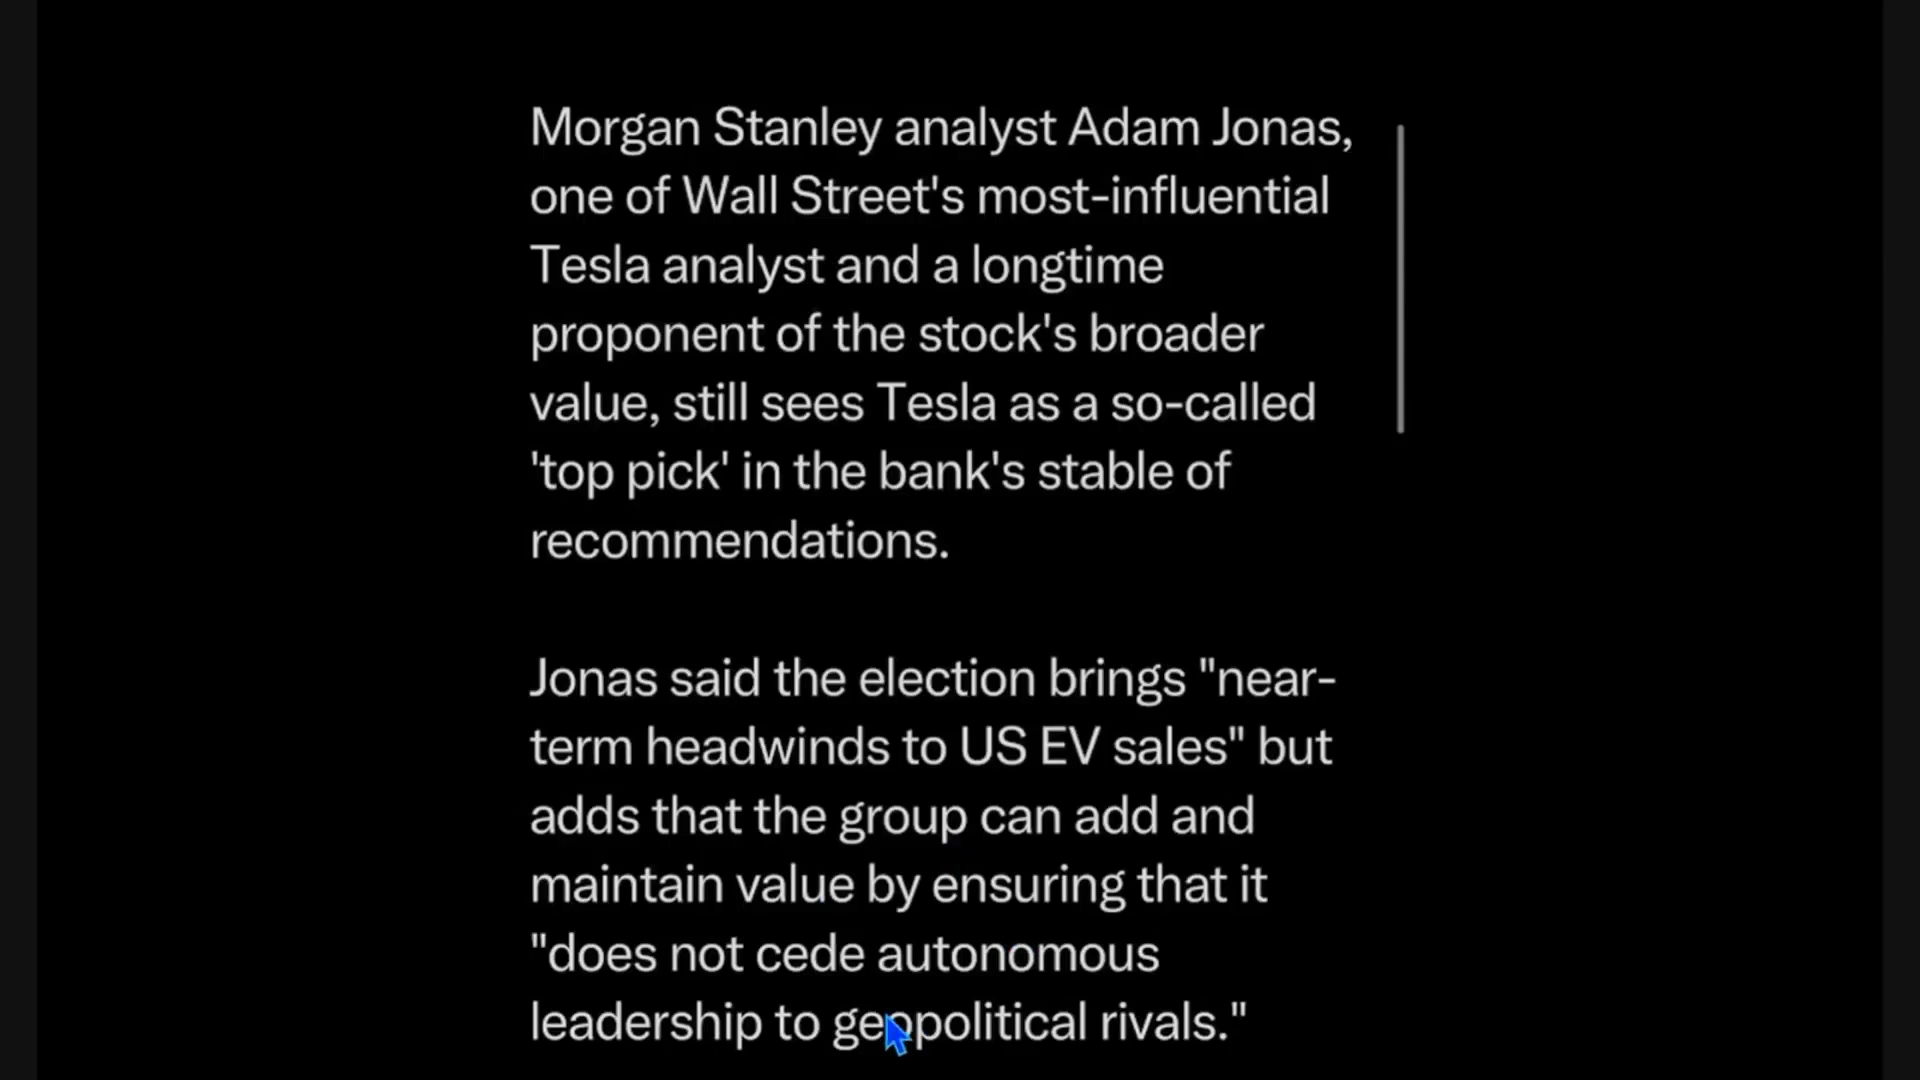 Morgan Stanley analyst Adam Jonas,
one of Wall Street's most-influential
Tesla analyst and a longtime
proponent of the stock's broader
value, still sees Tesla as a so-called
'top pick' in the bank's stable of
recommendations.
Jonas said the election brings "near-
term headwinds to US EV sales" but
adds that the group can add and
maintain value by ensuring that it
"does not cede autonomous
leadership to geopolitical rivals."